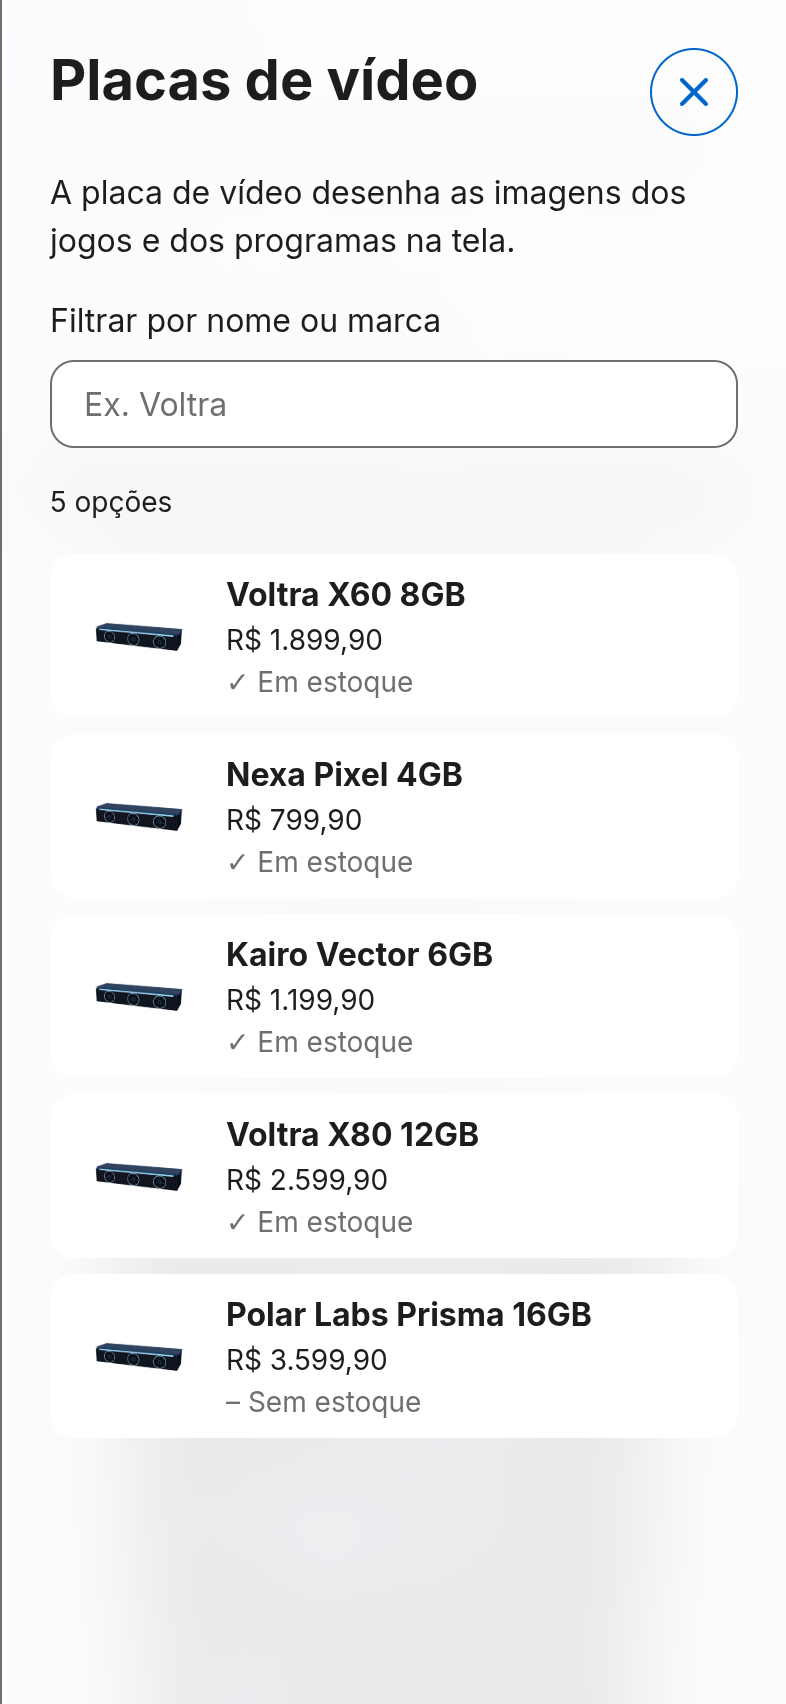 Placas de vídeo
A placa de vídeo desenha as imagens dos
jogos e dos programas na tela.
Filtrar por nome ou marca
Ex. Voltra
5 opções
Voltra X60 8GB
R$ 1.899,90
✓ Em estoque
Nexa Pixel 4GB
R$ 799,90
✓ Em estoque
Kairo Vector 6GB
R$ 1.199,90
✓ Em estoque
Voltra X80 12GB
R$ 2.599,90
✓ Em estoque
Polar Labs Prisma 16GB
R$ 3.599,90
– Sem estoque